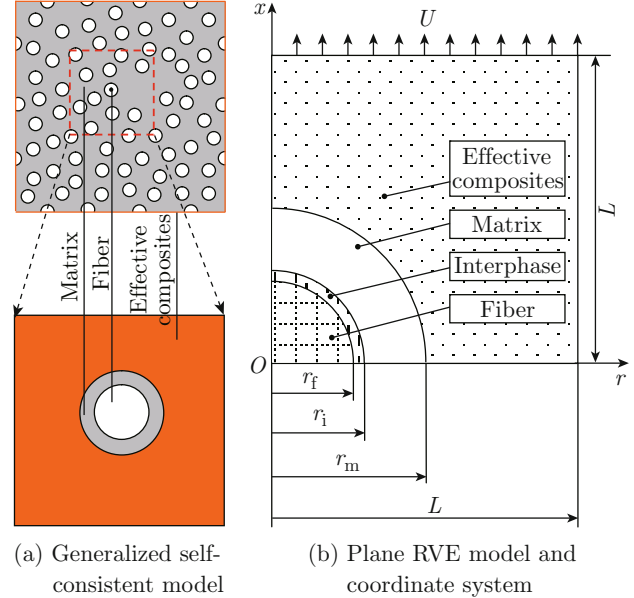 Matrix
Fiber
Effective
composites
(a) Generalized self-
consistent model
x
U
Effective
composites
Matrix
Interphase
Fiber
L
O
r
r_f
r_i
r_m
L
(b) Plane RVE model and
coordinate system